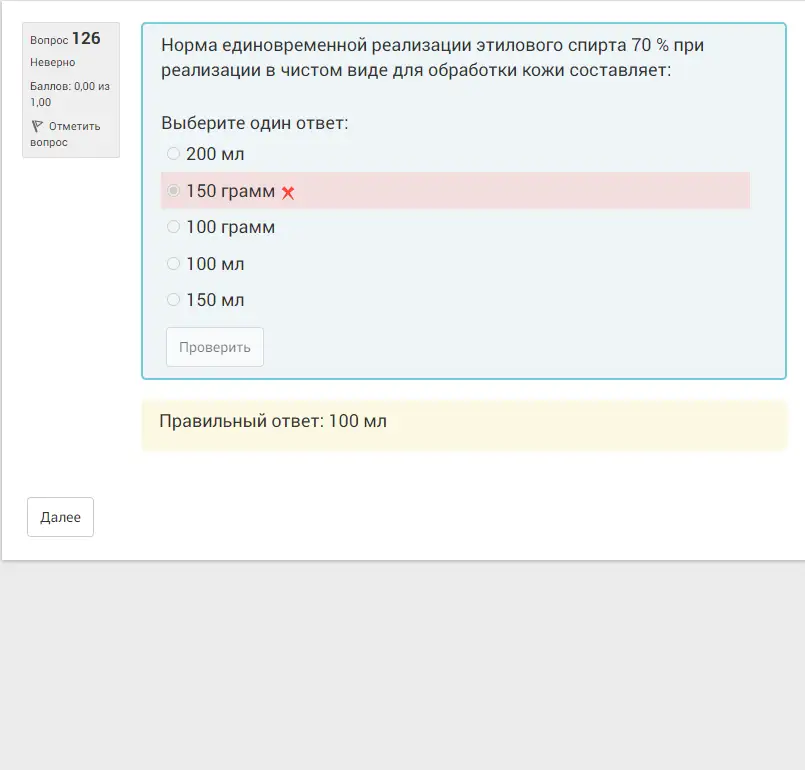 Вопрос 126
Неверно
Баллов: 0,00 из
1,00
Отметить
вопрос
Норма единовременной реализации этилового спирта 70 % при
реализации в чистом виде для обработки кожи составляет:
Выберите один ответ:
200 мл
150 грамм
100 грамм
100 мл
150 мл
Проверить
Правильный ответ: 100 мл
Далее